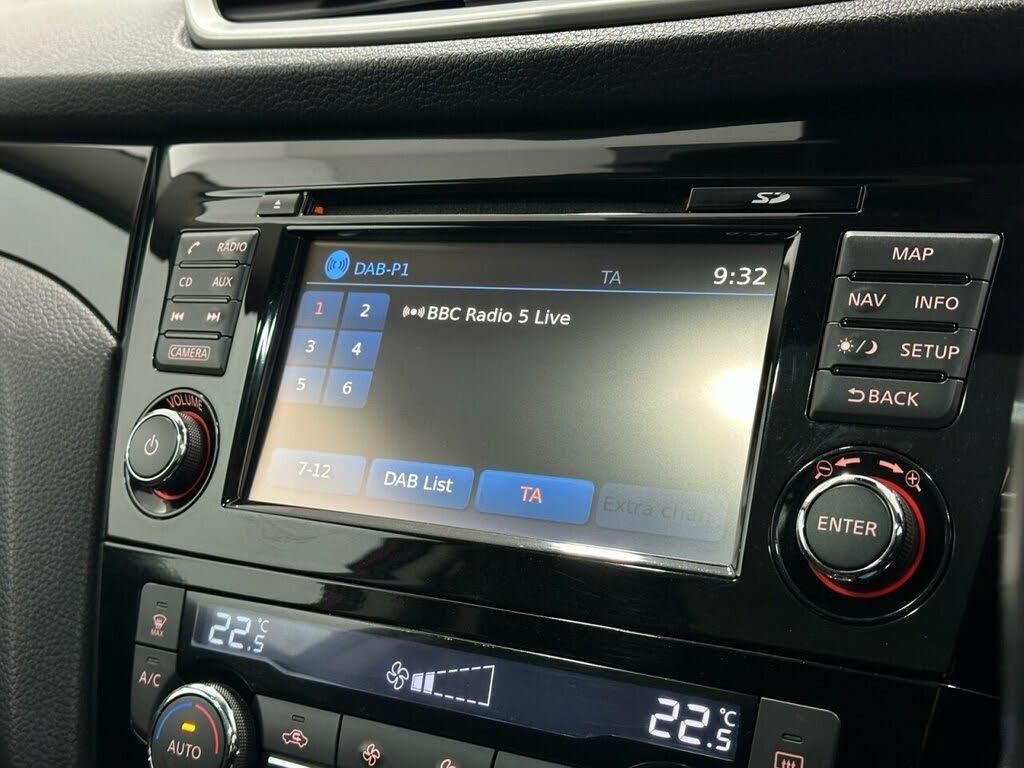 SD
RADIO
CD AUX
CAMERA
VOLUME
DAB-P1 TA 9:32
1 2
BBC Radio 5 Live
3 4
5 6
7-12 DAB List TA
MAP
NAV INFO
SETUP
BACK
ENTER
MAX
A/C
AUTO
22.5 °C
22.5 °C